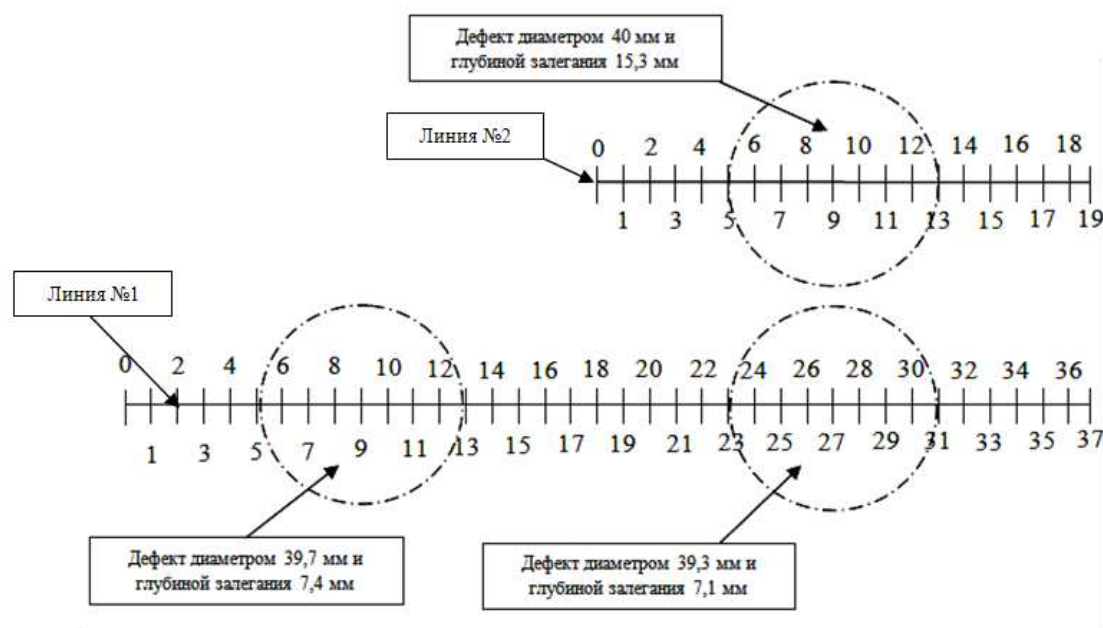 Дефект диаметром 40 мм и
глубиной залегания 15,3 мм
Линия №2
0 2 4 6 8 10 12 14 16 18
1 3 5 7 9 11 13 15 17 19
Линия №1
0 2 4 6 8 10 12 14 16 18 20 22 24 26 28 30 32 34 36
1 3 5 7 9 11 13 15 17 19 21 23 25 27 29 31 33 35 37
Дефект диаметром 39,7 мм и
глубиной залегания 7,4 мм
Дефект диаметром 39,3 мм и
глубиной залегания 7,1 мм